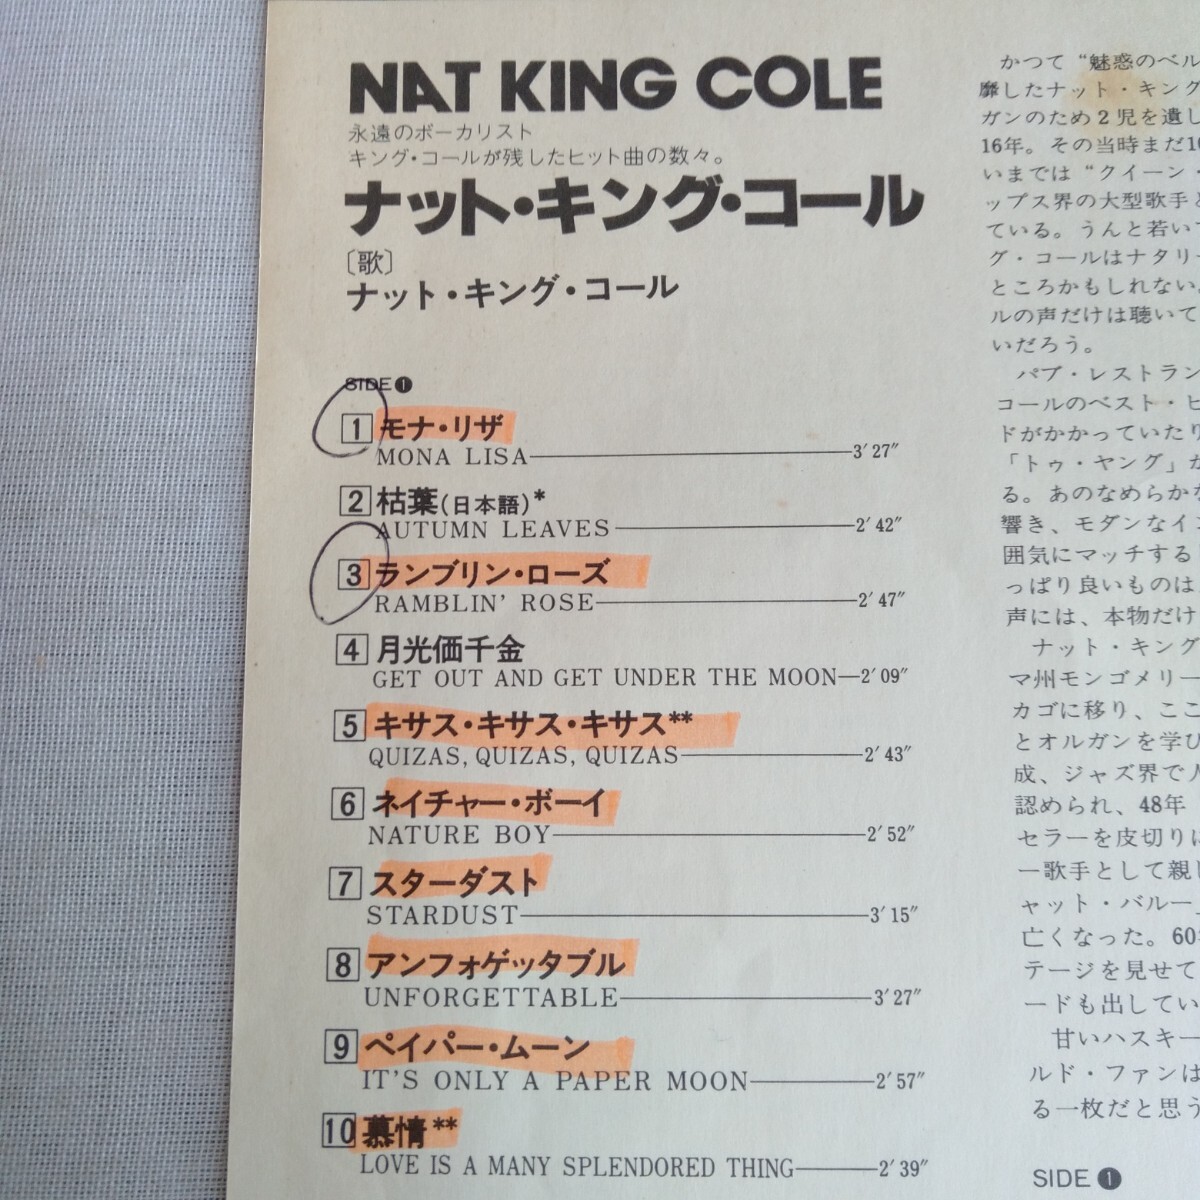 NAT KING COLE
永遠のボーカリスト
キング・コールが残したヒット曲の数々。
ナット・キング・コール
〔歌〕
ナット・キング・コール
SIDE❶
1 モナ・リザ
MONA LISA 3′27″
2 枯葉(日本語)*
AUTUMN LEAVES 2′42″
3 ランブリン・ローズ
RAMBLIN' ROSE 2′47″
4 月光価千金
GET OUT AND GET UNDER THE MOON 2′09″
5 キサス・キサス・キサス**
QUIZAS, QUIZAS, QUIZAS 2′43″
6 ネイチャー・ボーイ
NATURE BOY 2′52″
7 スターダスト
STARDUST 3′15″
8 アンフォゲッタブル
UNFORGETTABLE 3′27″
9 ペイパー・ムーン
IT'S ONLY A PAPER MOON 2′57″
10 慕情**
LOVE IS A MANY SPLENDORED THING 2′39″
かつて“魅惑のベル
靡したナット・キング
ガンのため2児を遺し
16年。その当時まだ1
いまでは“クイーン・
ップス界の大型歌手と
ている。うんと若い
グ・コールはナタリー
ところかもしれない。
ルの声だけは聴いて
いだろう。
パブ・レストラン
コールのベスト・ヒ
ドがかかっていたり
「トゥ・ヤング」が
る。あのなめらかな
響き、モダンなイ
囲気にマッチする
っぱり良いものは
声には、本物だけ
ナット・キング
マ州モンゴメリー
カゴに移り、ここ
とオルガンを学び
成、ジャズ界で人
認められ、48年
セラーを皮切りに
一歌手として親し
ャット・バルー
亡くなった。60
テージを見せて
ードも出してい
甘いハスキー
ルド・ファンは
る一枚だと思う
SIDE❶